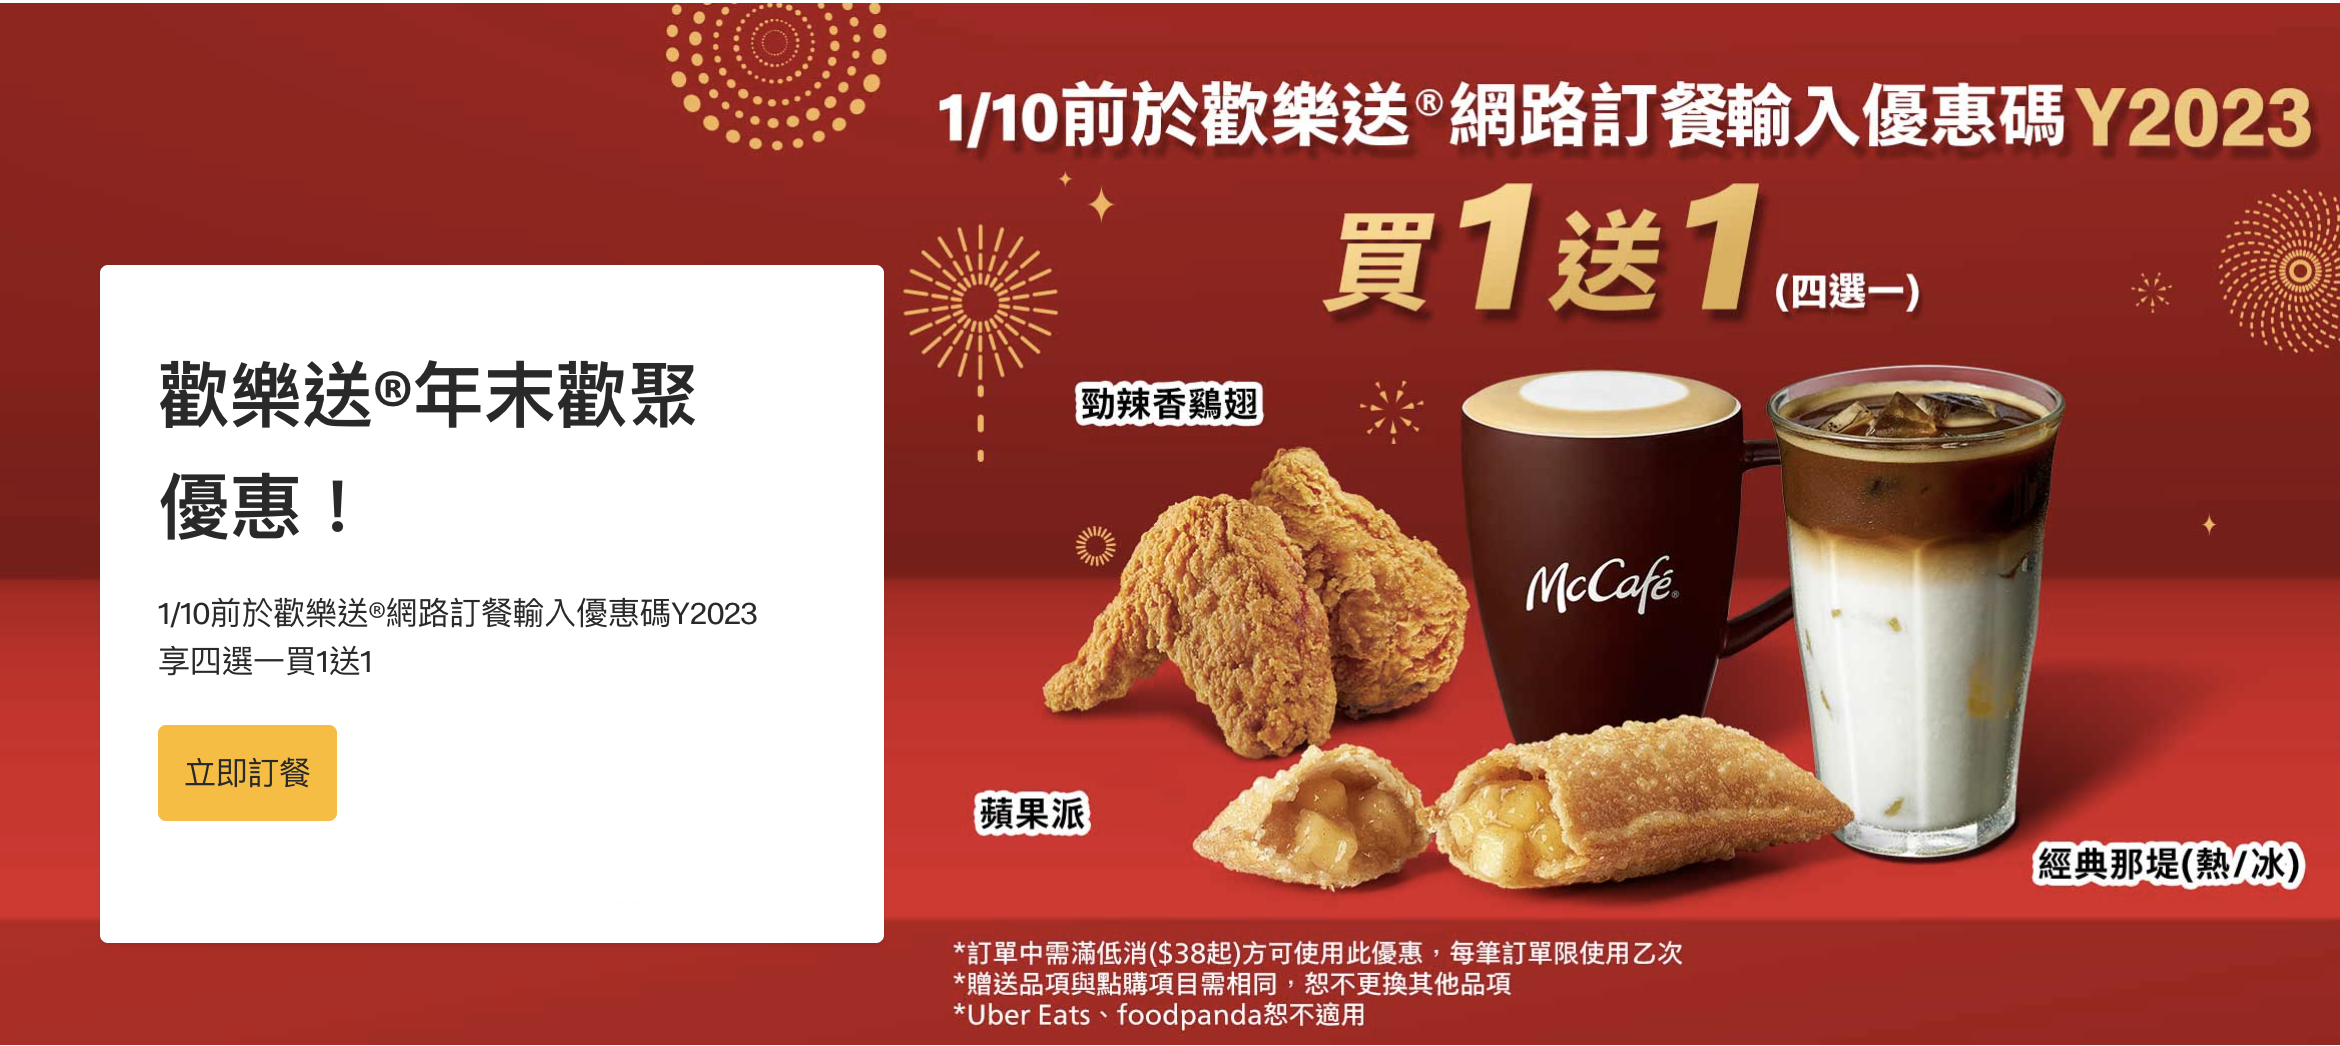 歡樂送®年末歡聚
優惠！
1/10前於歡樂送®網路訂餐輸入優惠碼Y2023
享四選一買1送1
立即訂餐
1/10前於歡樂送®網路訂餐輸入優惠碼Y2023
買1送1(四選一)
勁辣香鷄翅
McCafé®
蘋果派
經典那堤(熱/冰)
*訂單中需滿低消($38起)方可使用此優惠，每筆訂單限使用乙次
*贈送品項與點購項目需相同，恕不更換其他品項
*Uber Eats、foodpanda恕不適用